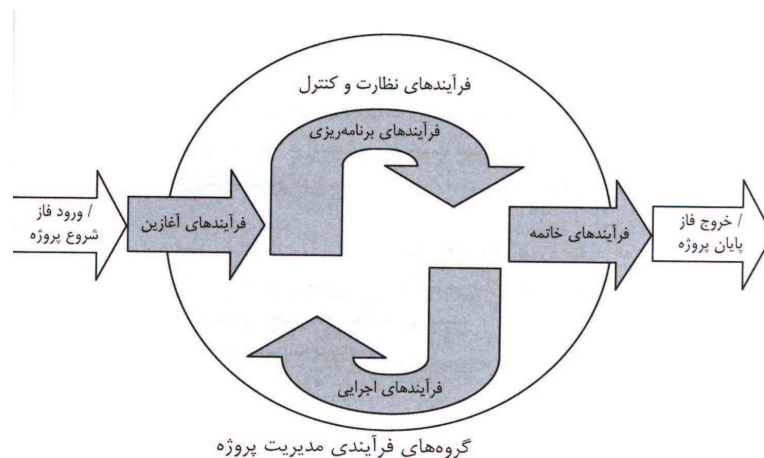 فرآیندهای نظارت و کنترل
فرآیندهای برنامه‌ریزی
ورود فاز /
شروع پروژه
فرآیندهای آغازین
فرآیندهای خاتمه
خروج فاز /
پایان پروژه
فرآیندهای اجرایی
گروه‌های فرآیندی مدیریت پروژه